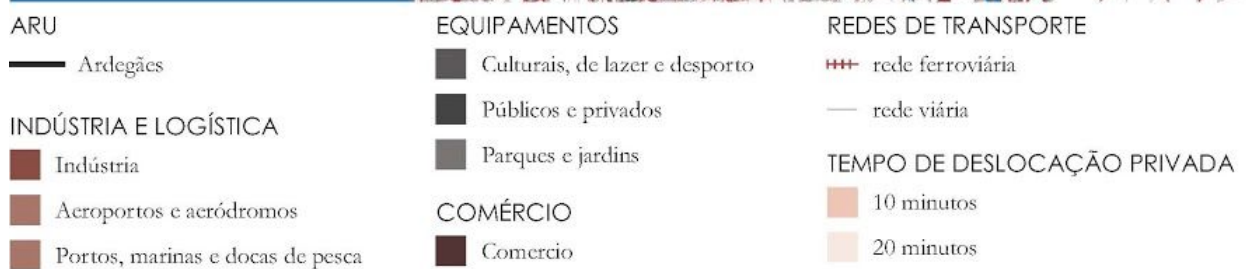 ARU
Ardegães
INDÚSTRIA E LOGÍSTICA
Indústria
Aeroportos e aeródromos
Portos, marinas e docas de pesca
EQUIPAMENTOS
Culturais, de lazer e desporto
Públicos e privados
Parques e jardins
COMÉRCIO
Comercio
REDES DE TRANSPORTE
rede ferroviária
rede viária
TEMPO DE DESLOCAÇÃO PRIVADA
10 minutos
20 minutos